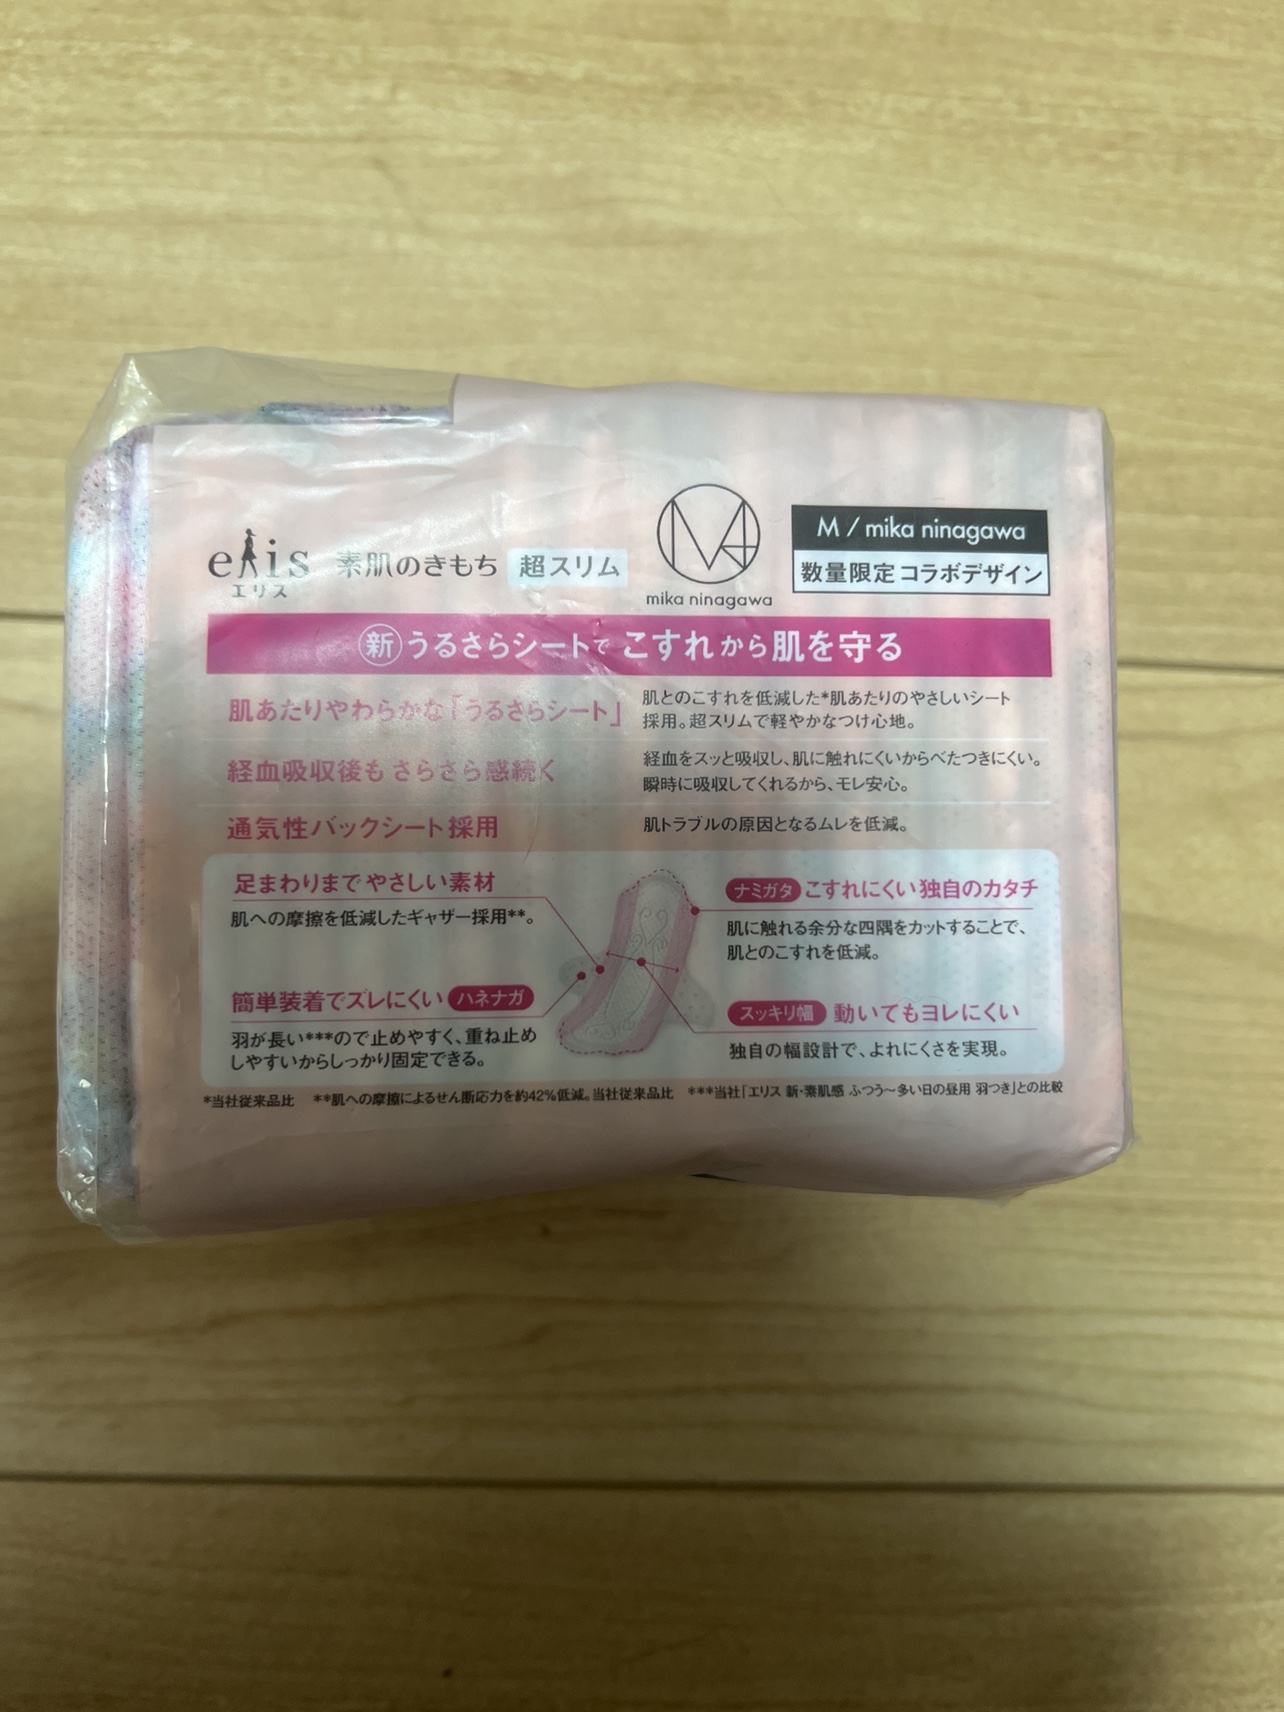 elis 素肌のきもち 超スリム
エリス
M
mika ninagawa
M / mika ninagawa
数量限定 コラボデザイン
新 うるさらシートで こすれから肌を守る
肌あたりやわらかな「うるさらシート」
肌とのこすれを低減した*肌あたりのやさしいシート
採用。超スリムで軽やかなつけ心地。
経血吸収後も さらさら感続く
経血をスッと吸収し、肌に触れにくいからべたつきにくい。
瞬時に吸収してくれるから、モレ安心。
通気性バックシート採用
肌トラブルの原因となるムレを低減。
足まわりまで やさしい素材
肌への摩擦を低減したギャザー採用**。
ナミガタ こすれにくい 独自のカタチ
肌に触れる余分な四隅をカットすることで、
肌とのこすれを低減。
簡単装着でズレにくい ハネナガ
羽が長い***ので止めやすく、重ね止め
しやすいからしっかり固定できる。
スッキリ幅 動いてもヨレにくい
独自の幅設計で、よれにくさを実現。
*当社従来品比 **肌への摩擦によるせん断応力を約42%低減。当社従来品比 ***当社「エリス 新・素肌感 ふつう〜多い日の昼用 羽つき」との比較